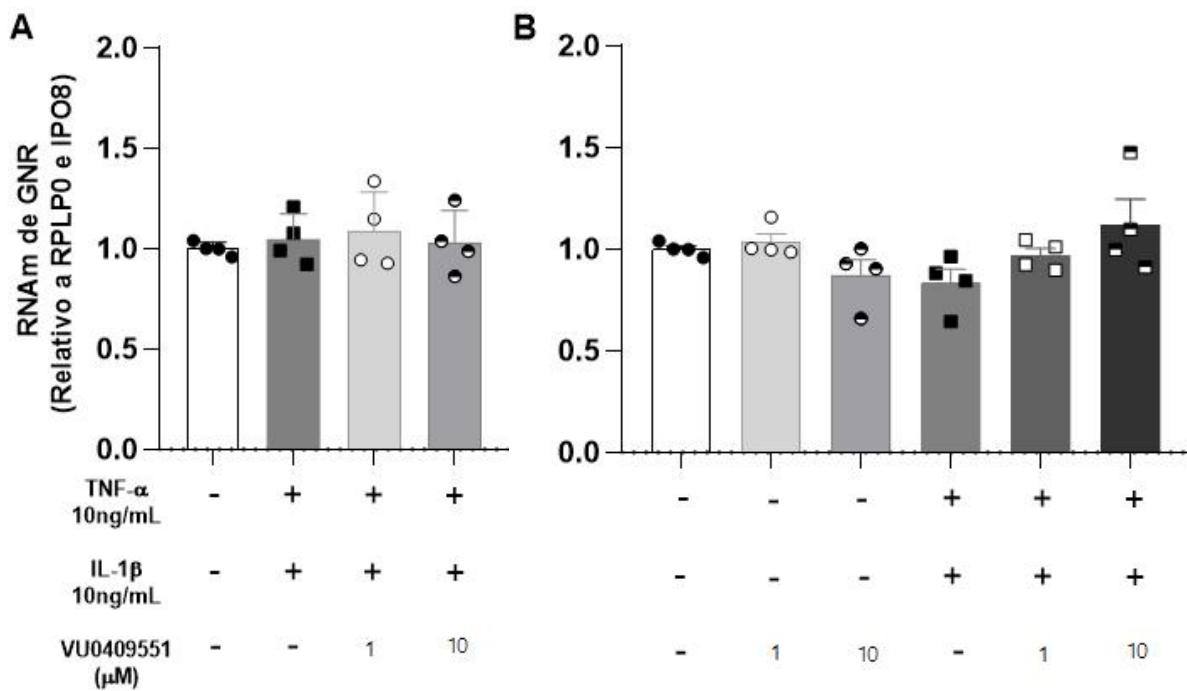 A
B
RNAm de GNR
(Relativo a RPLP0 e IPO8)
2.0
1.5
1.0
0.5
0.0
2.0
1.5
1.0
0.5
0.0
TNF-α - + + + - - - + + +
10ng/mL
IL-1β - + + + - - - + + +
10ng/mL
VU0409551 - - 1 10 - 1 10 - 1 10
(μM)